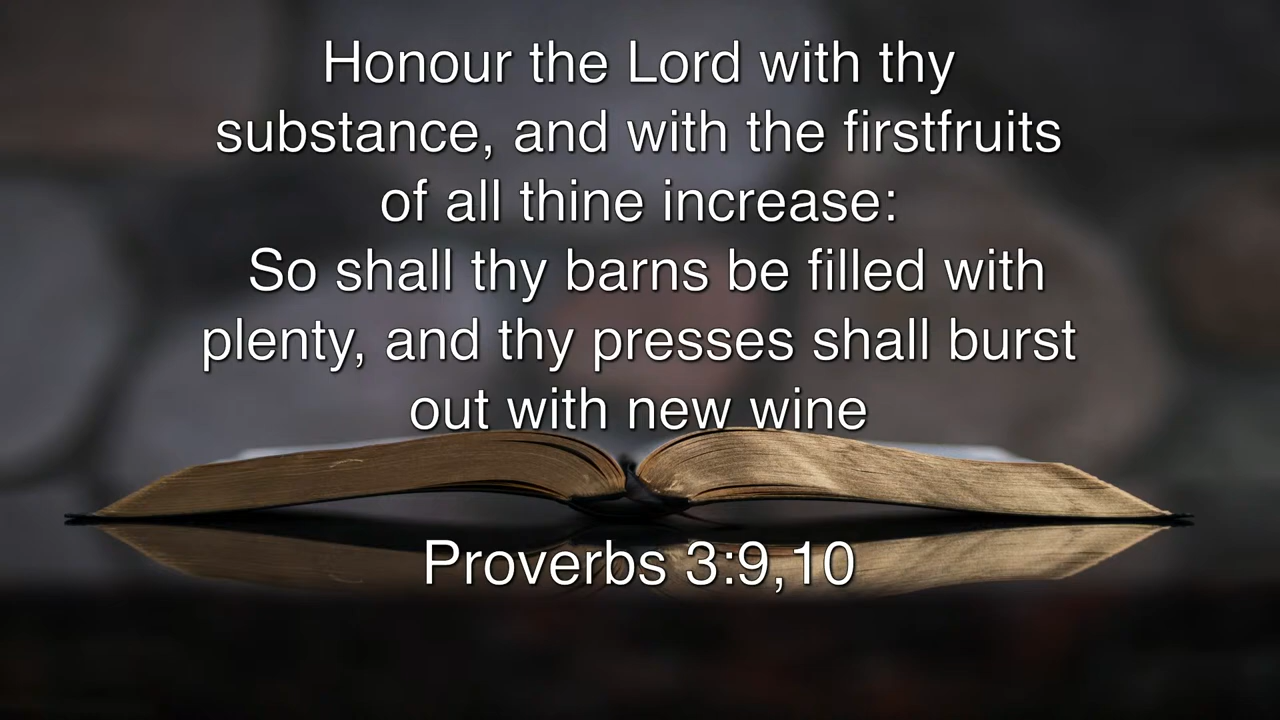 Honour the Lord with thy
substance, and with the firstfruits
of all thine increase:
So shall thy barns be filled with
plenty, and thy presses shall burst
out with new wine
Proverbs 3:9,10